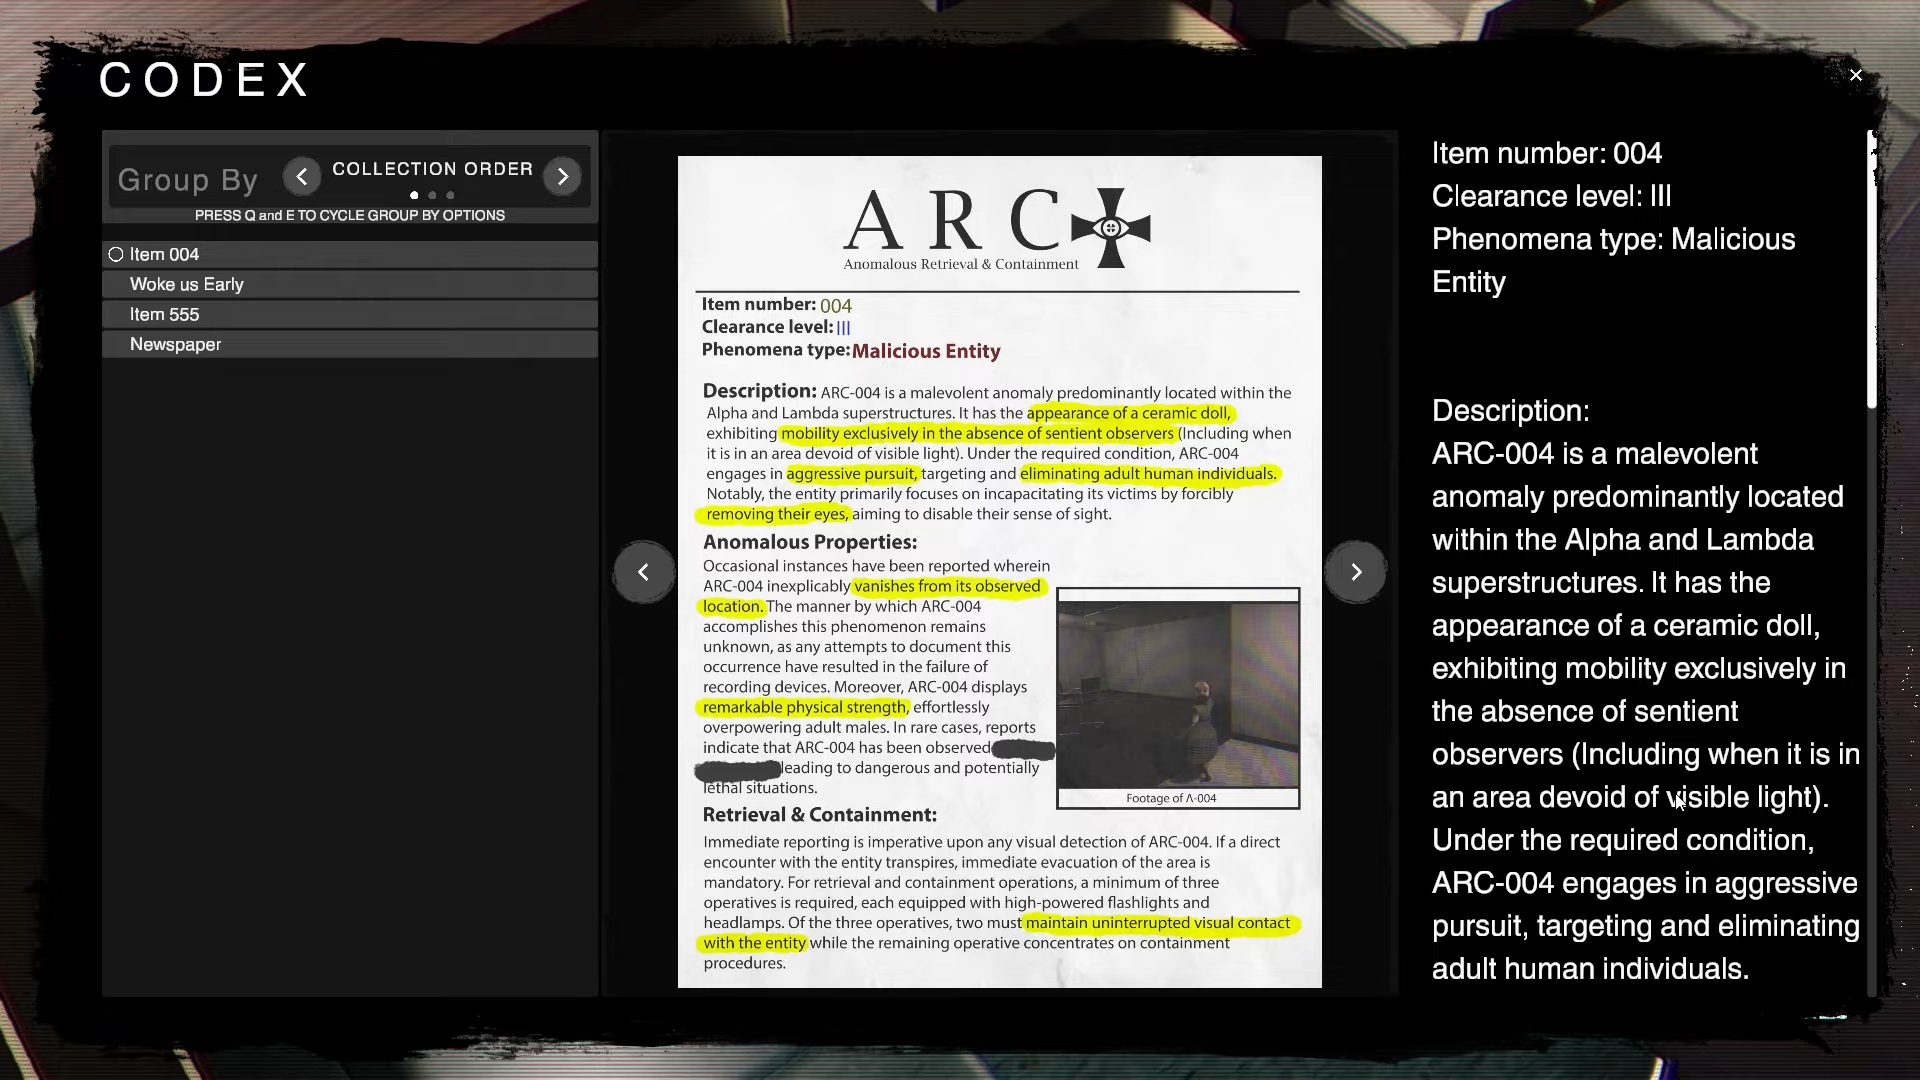 CODEX
Group By
COLLECTION ORDER
PRESS Q and E TO CYCLE GROUP BY OPTIONS
Item 004
Woke us Early
Item 555
Newspaper
ARC
Anomalous Retrieval & Containment
Item number: 004
Clearance level: III
Phenomena type: Malicious Entity
Description: ARC-004 is a malevolent anomaly predominantly located within the
Alpha and Lambda superstructures. It has the appearance of a ceramic doll,
exhibiting mobility exclusively in the absence of sentient observers (Including when
it is in an area devoid of visible light). Under the required condition, ARC-004
engages in aggressive pursuit, targeting and eliminating adult human individuals.
Notably, the entity primarily focuses on incapacitating its victims by forcibly
removing their eyes, aiming to disable their sense of sight.
Anomalous Properties:
Occasional instances have been reported wherein
ARC-004 inexplicably vanishes from its observed
location. The manner by which ARC-004
accomplishes this phenomenon remains
unknown, as any attempts to document this
occurrence have resulted in the failure of
recording devices. Moreover, ARC-004 displays
remarkable physical strength, effortlessly
overpowering adult males. In rare cases, reports
indicate that ARC-004 has been observed
leading to dangerous and potentially
lethal situations.
Footage of Λ-004
Retrieval & Containment:
Immediate reporting is imperative upon any visual detection of ARC-004. If a direct
encounter with the entity transpires, immediate evacuation of the area is
mandatory. For retrieval and containment operations, a minimum of three
operatives is required, each equipped with high-powered flashlights and
headlamps. Of the three operatives, two must maintain uninterrupted visual contact
with the entity while the remaining operative concentrates on containment
procedures.
Item number: 004
Clearance level: III
Phenomena type: Malicious
Entity
Description:
ARC-004 is a malevolent
anomaly predominantly located
within the Alpha and Lambda
superstructures. It has the
appearance of a ceramic doll,
exhibiting mobility exclusively in
the absence of sentient
observers (Including when it is in
an area devoid of visible light).
Under the required condition,
ARC-004 engages in aggressive
pursuit, targeting and eliminating
adult human individuals.